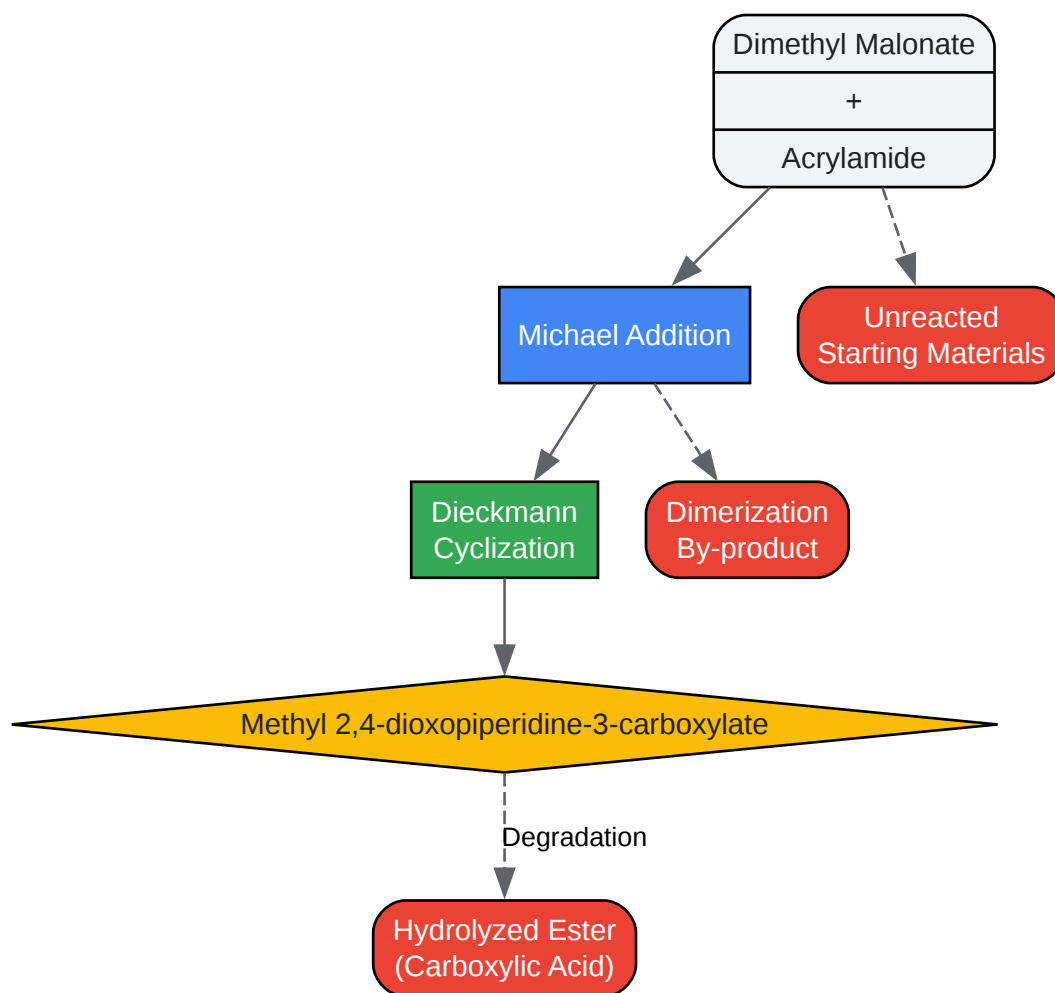 Dimethyl Malonate
+
Acrylamide
Michael Addition
Unreacted
Starting Materials
Dieckmann
Cyclization
Dimerization
By-product
Methyl 2,4-dioxopiperidine-3-carboxylate
Degradation
Hydrolyzed Ester
(Carboxylic Acid)